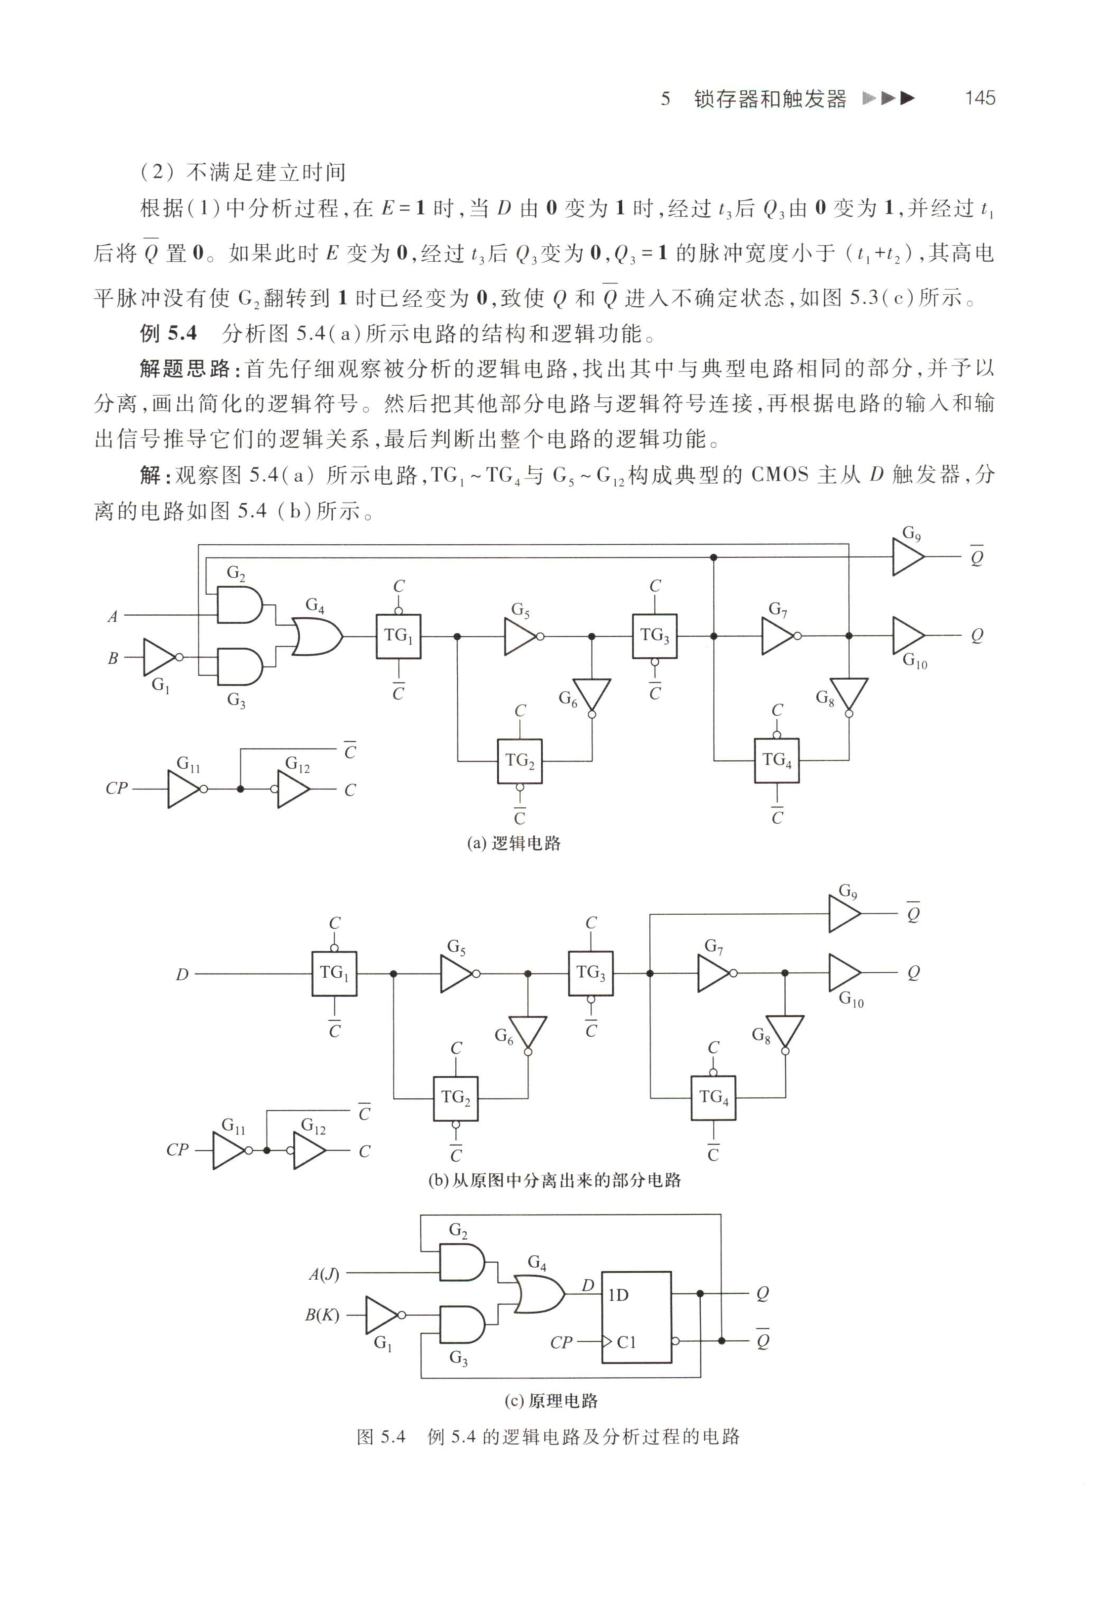 5 锁存器和触发器 ▶▶▶ 145
(2) 不满足建立时间
根据(1)中分析过程,在 E=1 时,当 D 由 0 变为 1 时,经过 t₃后 Q₃由 0 变为 1,并经过 t₁
后将 Q̅ 置 0。如果此时 E 变为 0,经过 t₃后 Q₃变为 0,Q₃=1 的脉冲宽度小于 (t₁+t₂),其高电
平脉冲没有使 G₂翻转到 1 时已经变为 0,致使 Q 和 Q̅ 进入不确定状态,如图 5.3(c)所示。
例 5.4 分析图 5.4(a)所示电路的结构和逻辑功能。
解题思路:首先仔细观察被分析的逻辑电路,找出其中与典型电路相同的部分,并予以
分离,画出简化的逻辑符号。然后把其他部分电路与逻辑符号连接,再根据电路的输入和输
出信号推导它们的逻辑关系,最后判断出整个电路的逻辑功能。
解:观察图 5.4(a) 所示电路,TG₁~TG₄与 G₅~G₁₂构成典型的 CMOS 主从 D 触发器,分
离的电路如图 5.4 (b)所示。
G₉ Q̅
G₂ C C
A G₄ TG₁ G₅ TG₃ G₇ Q
B G₁ G₃ C̅ G₆ C̅ G₈ G₁₀
C C
TG₂ TG₄
G₁₁ G₁₂ C̅
CP C C̅ C̅
(a) 逻辑电路
G₉ Q̅
C C
D TG₁ G₅ TG₃ G₇ Q
C̅ G₆ C̅ G₈ G₁₀
C C
TG₂ TG₄
G₁₁ G₁₂ C̅
CP C C̅ C̅
(b)从原图中分离出来的部分电路
G₂
A(J) G₄ D 1D Q
B(K) G₁ G₃ CP C1 Q̅
(c) 原理电路
图 5.4 例 5.4 的逻辑电路及分析过程的电路